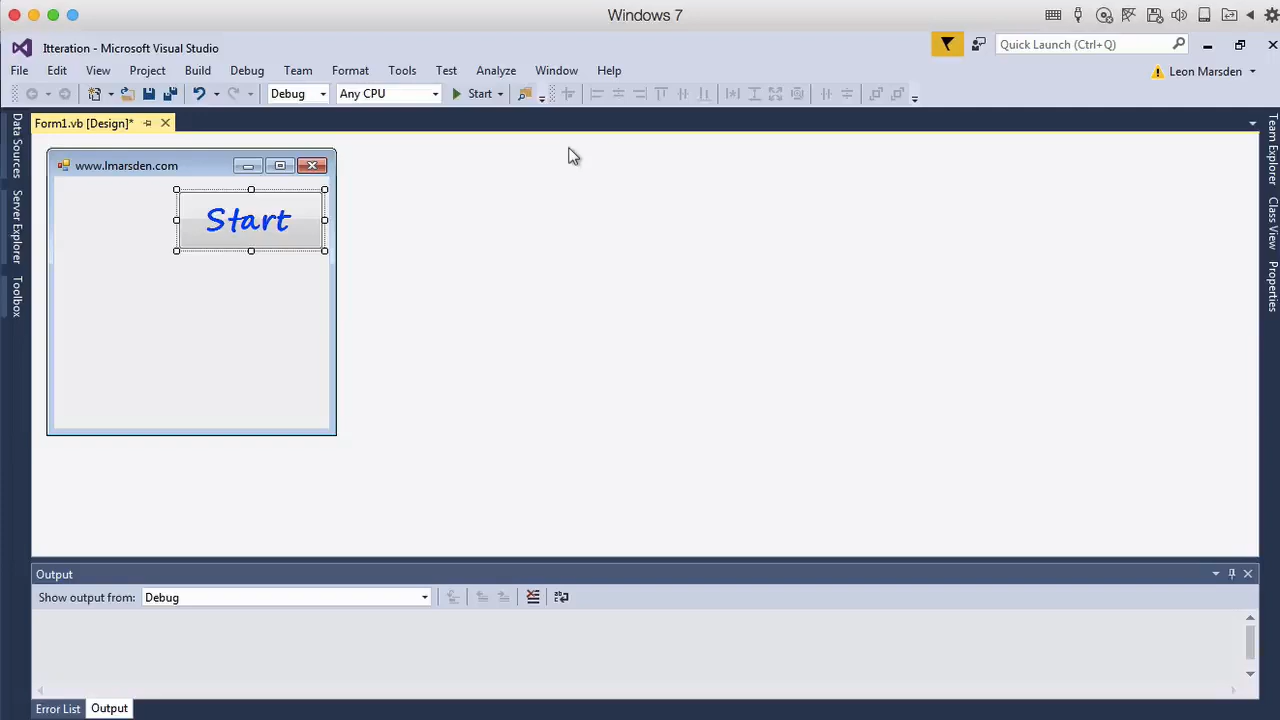 Windows 7
Itteration - Microsoft Visual Studio
Quick Launch (Ctrl+Q)
File Edit View Project Build Debug Team Format Tools Test Analyze Window Help
Leon Marsden
Debug Any CPU Start
Form1.vb [Design]*
Data Sources
Server Explorer
Toolbox
www.lmarsden.com
Start
Team Explorer
Class View
Properties
Output
Show output from: Debug
Error List Output